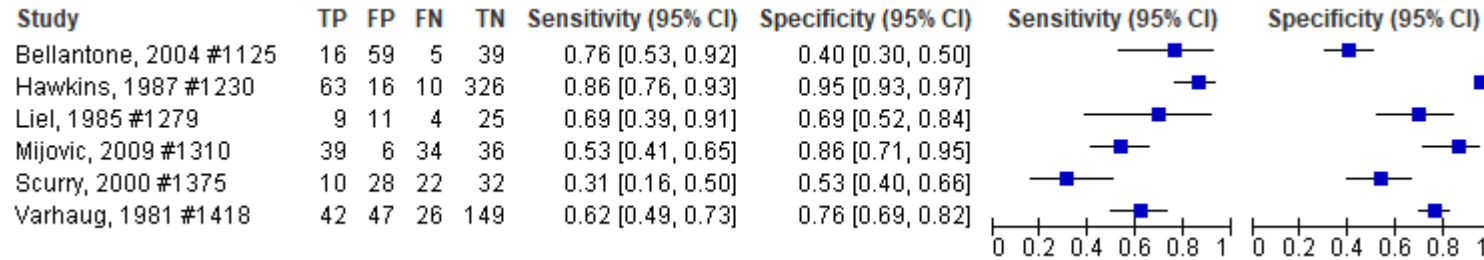 Study TP FP FN TN Sensitivity (95% CI) Specificity (95% CI) Sensitivity (95% CI) Specificity (95% CI)
Bellantone, 2004 #1125 16 59 5 39 0.76 [0.53, 0.92] 0.40 [0.30, 0.50]
Hawkins, 1987 #1230 63 16 10 326 0.86 [0.76, 0.93] 0.95 [0.93, 0.97]
Liel, 1985 #1279 9 11 4 25 0.69 [0.39, 0.91] 0.69 [0.52, 0.84]
Mijovic, 2009 #1310 39 6 34 36 0.53 [0.41, 0.65] 0.86 [0.71, 0.95]
Scurry, 2000 #1375 10 28 22 32 0.31 [0.16, 0.50] 0.53 [0.40, 0.66]
Varhaug, 1981 #1418 42 47 26 149 0.62 [0.49, 0.73] 0.76 [0.69, 0.82]
0 0.2 0.4 0.6 0.8 1 0 0.2 0.4 0.6 0.8 1